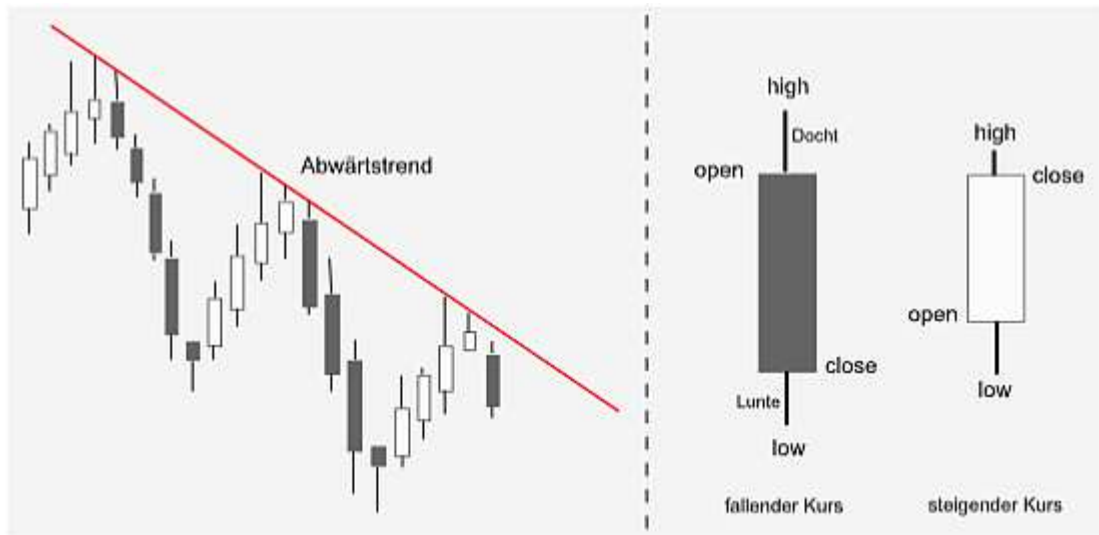 Abwärtstrend
high
Docht
open
close
Lunte
low
fallender Kurs
high
close
open
low
steigender Kurs